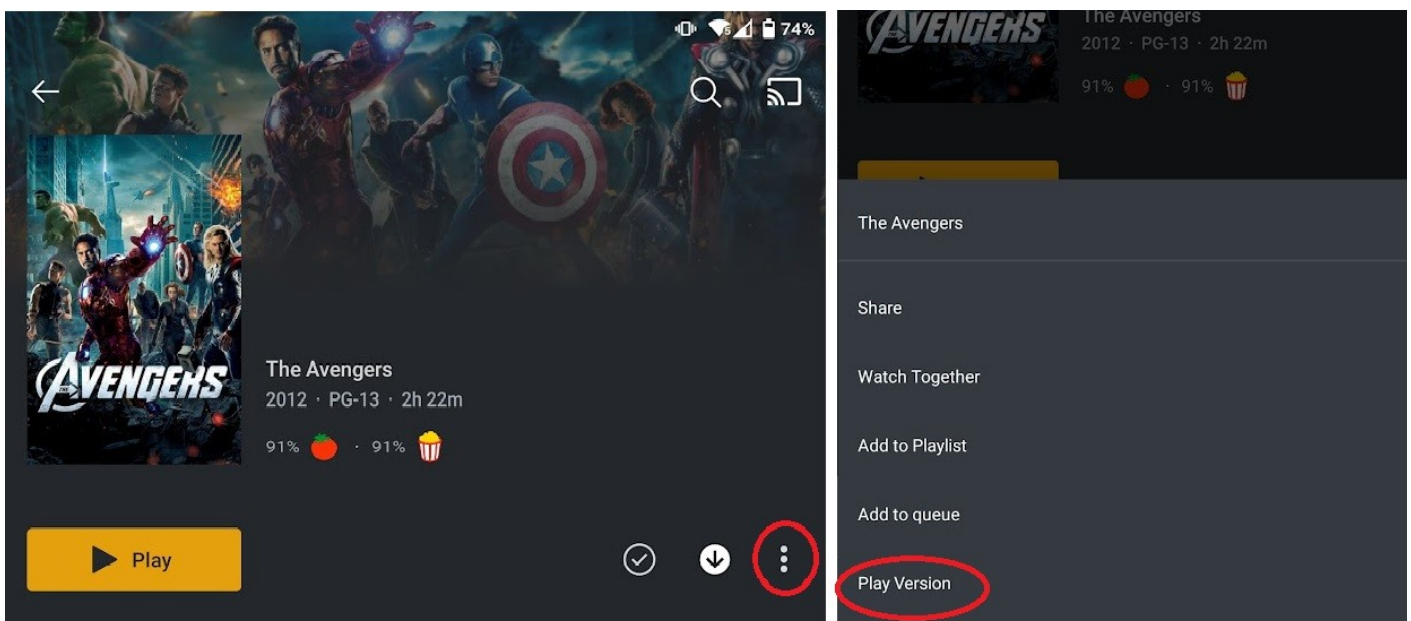 74%
THE AVENGERS
The Avengers
2012 · PG-13 · 2h 22m
91% · 91%
Play
AVENGERS
The Avengers
2012 · PG-13 · 2h 22m
91% · 91%
The Avengers
Share
Watch Together
Add to Playlist
Add to queue
Play Version